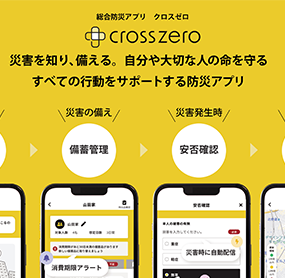 総合防災アプリ クロスゼロ
crosszero
災害を知り、備える。自分や大切な人の命を守る
すべての行動をサポートする防災アプリ
災害の備え
災害発生時
備蓄管理
安否確認
山田家
安否確認
消費期限アラート
災害時に自動配信